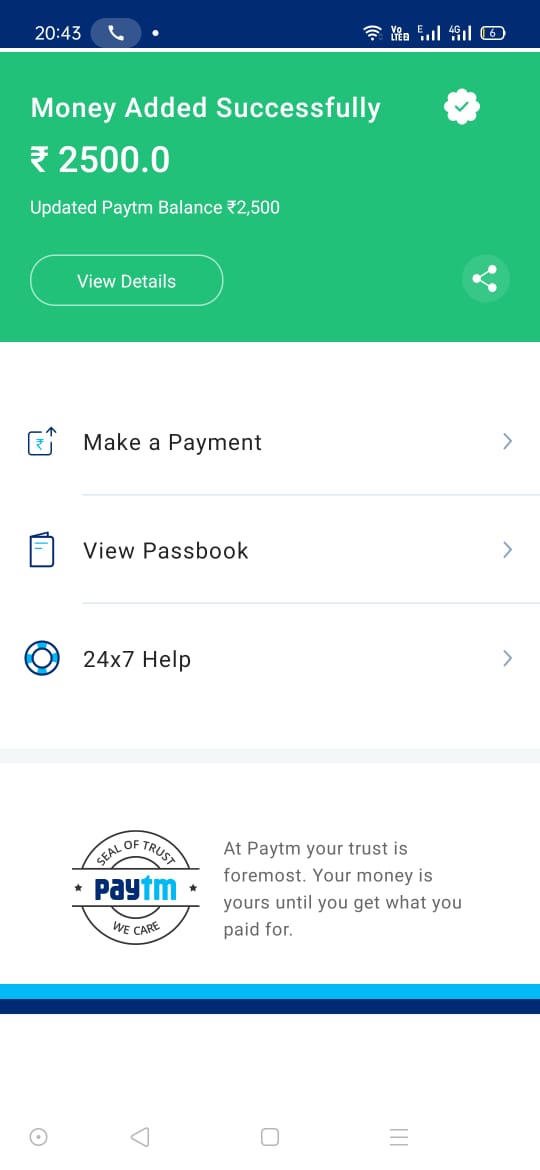 20:43 Vo LTE2 E 4G 6
Money Added Successfully
₹ 2500.0
Updated Paytm Balance ₹2,500
View Details
₹
Make a Payment
View Passbook
24x7 Help
SEAL OF TRUST
paytm
WE CARE
At Paytm your trust is
foremost. Your money is
yours until you get what you
paid for.